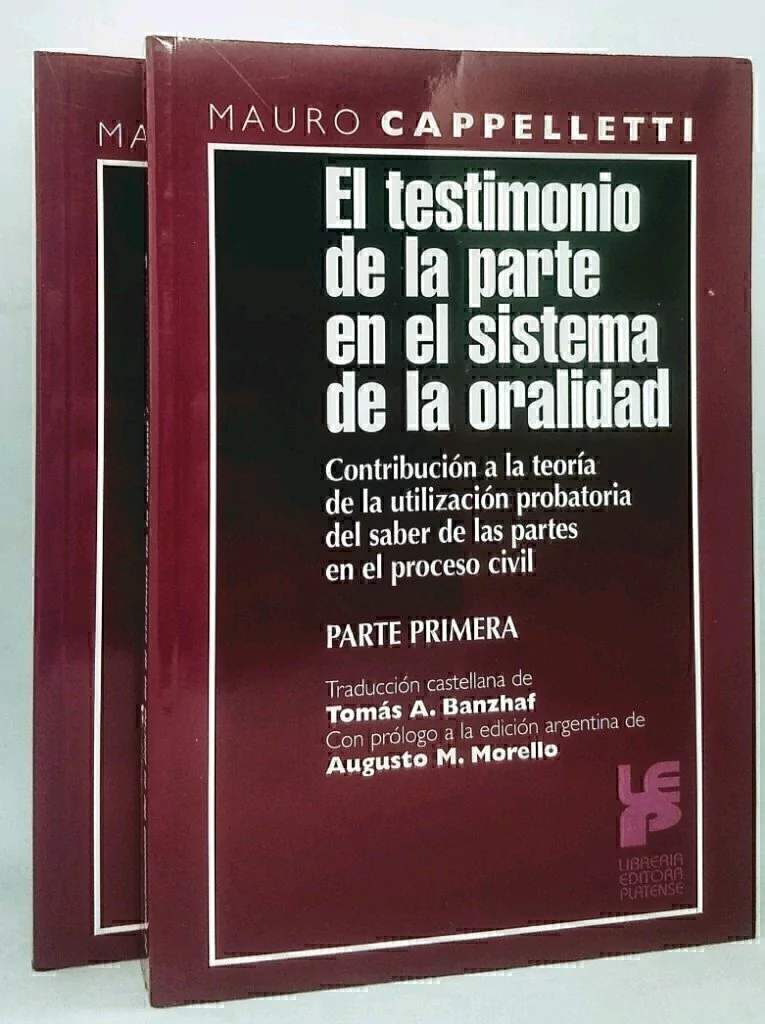 MA
MAURO CAPPELLETTI
El testimonio
de la parte
en el sistema
de la oralidad
Contribución a la teoría
de la utilización probatoria
del saber de las partes
en el proceso civil
PARTE PRIMERA
Traducción castellana de
Tomás A. Banzhaf
Con prólogo a la edición argentina de
Augusto M. Morello
LEP
LIBRERIA
EDITORA
PLATENSE